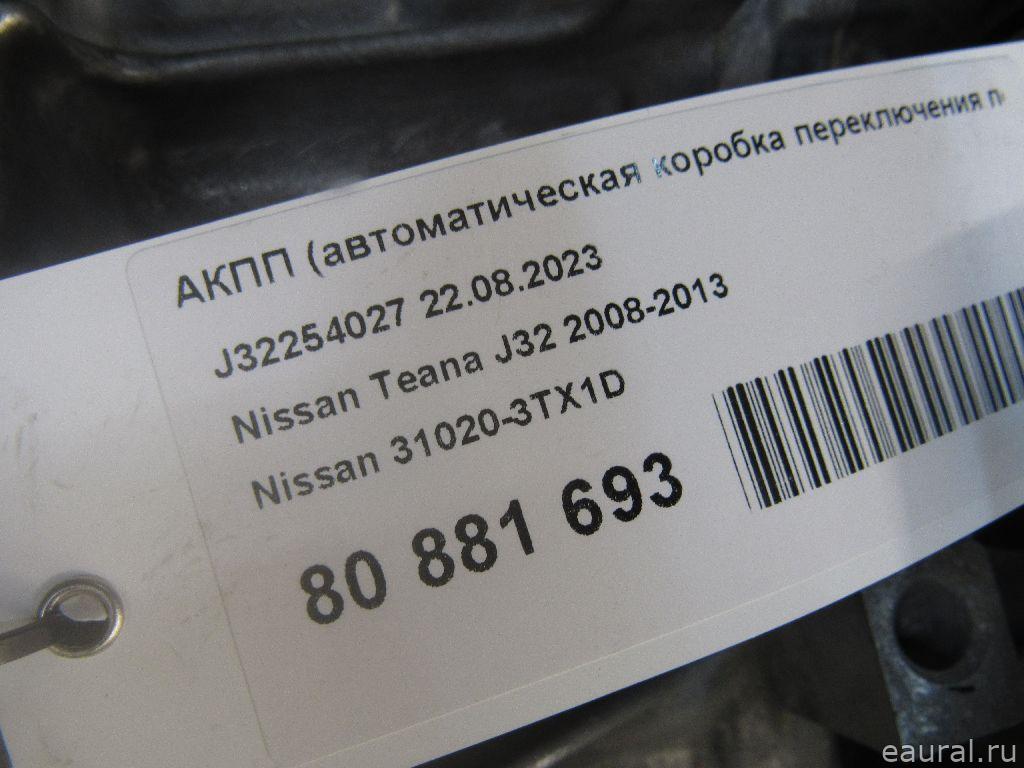 АКПП (автоматическая коробка переключения п
J32254027 22.08.2023
Nissan Teana J32 2008-2013
Nissan 31020-3TX1D
80 881 693
eaural.ru